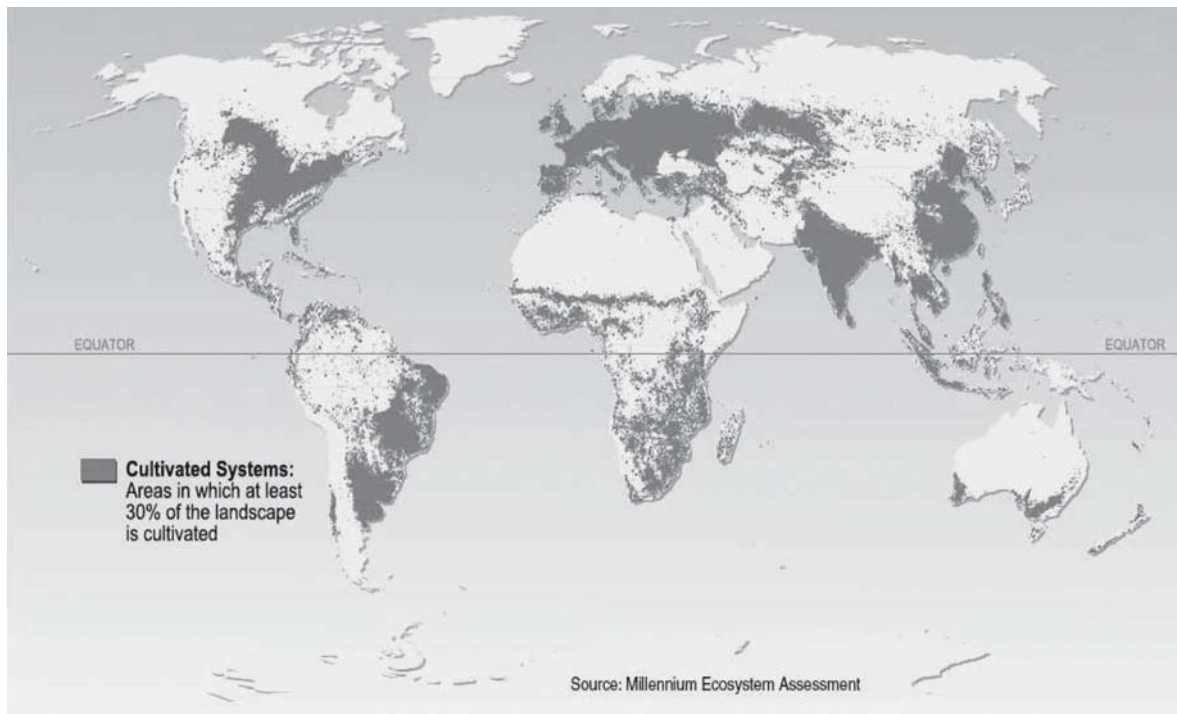 EQUATOR
EQUATOR
Cultivated Systems:
Areas in which at least
30% of the landscape
is cultivated
Source: Millennium Ecosystem Assessment